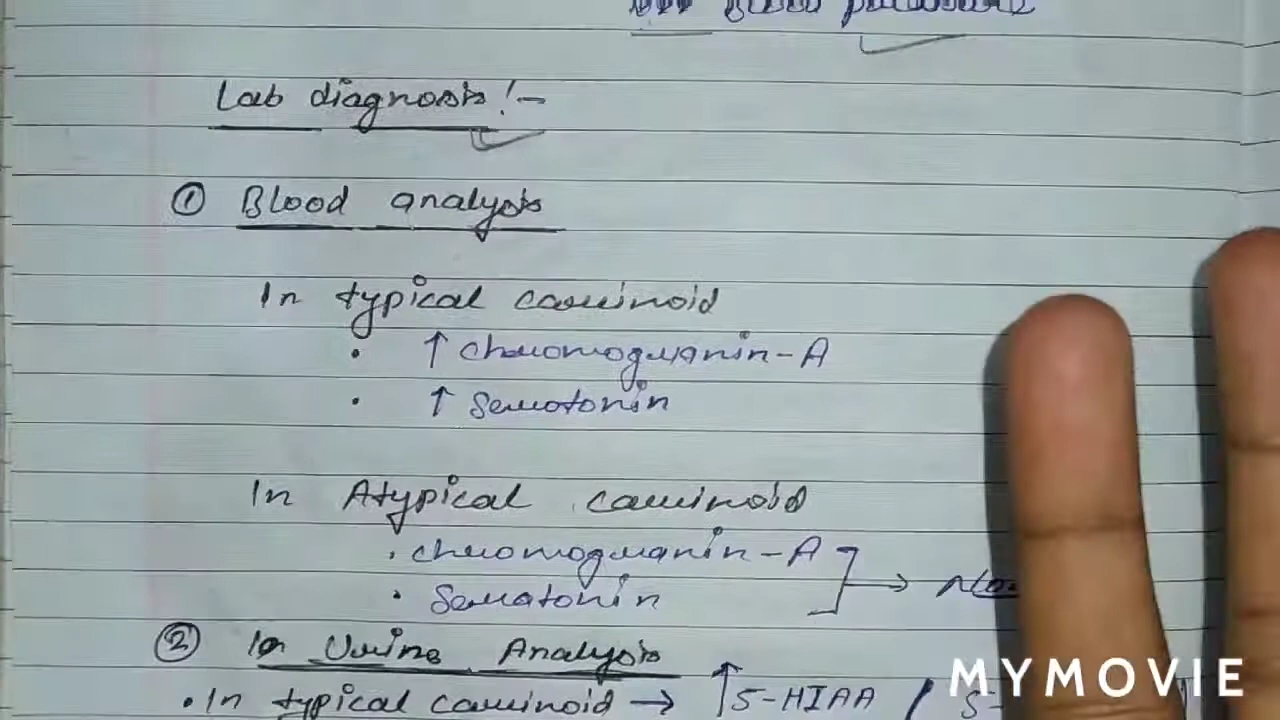 Lab diagnosis :-
① Blood analysis
In typical carcinoid
• ↑ chromogranin-A
• ↑ Serotonin
In Atypical carcinoid
• chromogranin-A
• Serotonin
② In Urine Analysis
• In typical carcinoid → ↑ 5-HIAA / 5-
MYMOVIE